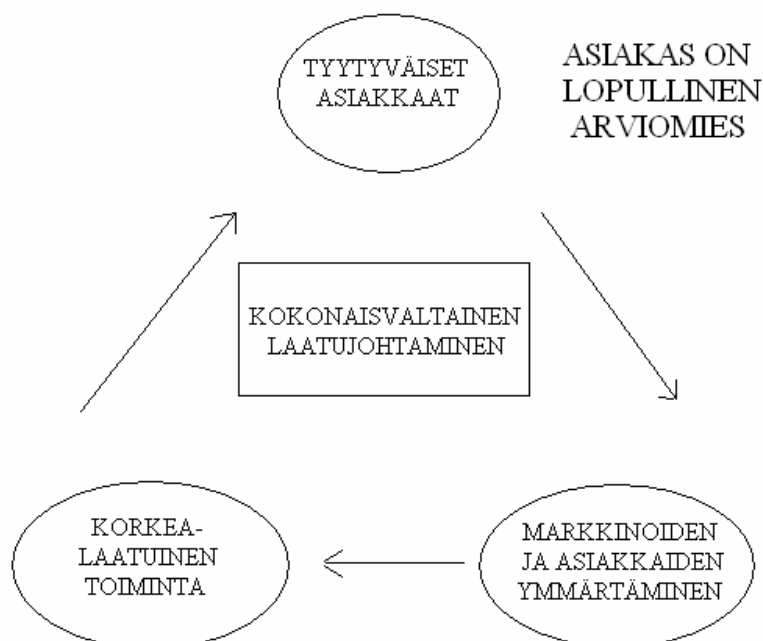 TYYTYVÄISET
ASIAKKAAT
ASIAKAS ON
LOPULLINEN
ARVIOMIES
KOKONAISVALTAINEN
LAATUJOHTAMINEN
KORKEA-
LAATUINEN
TOIMINTA
MARKKINOIDEN
JA ASIAKKAIDEN
YMMÄRTÄMINEN